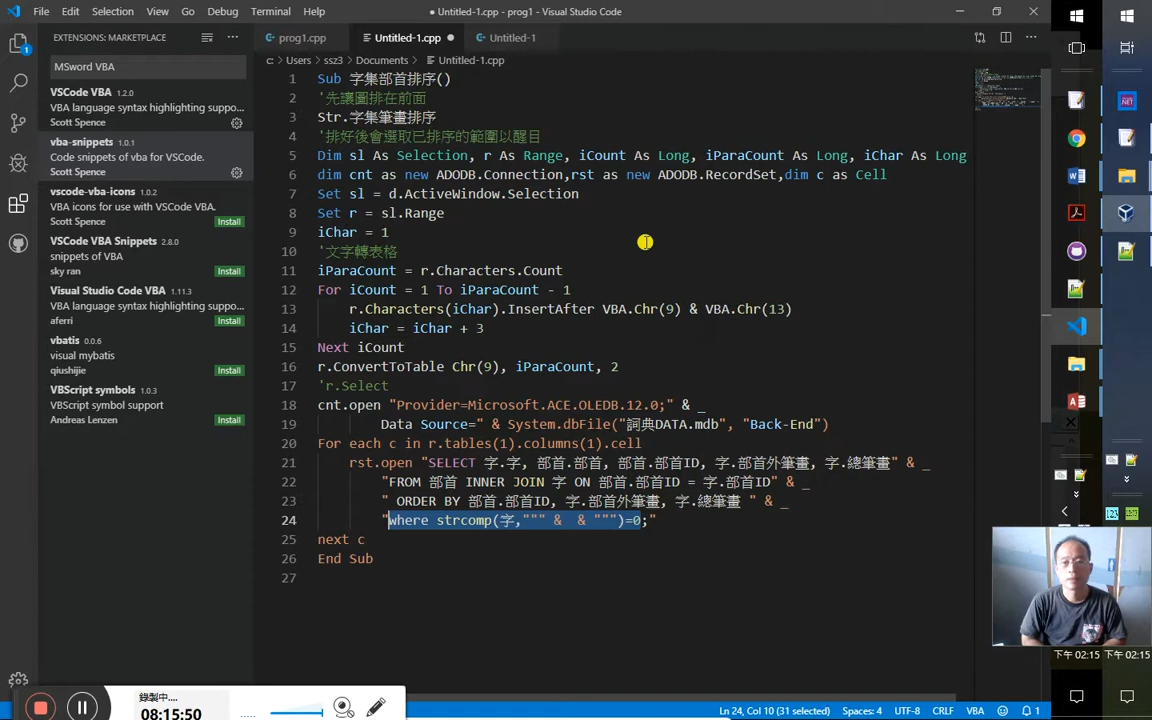 File Edit Selection View Go Debug Terminal Help ● Untitled-1.cpp - prog1 - Visual Studio Code
EXTENSIONS: MARKETPLACE
MSword VBA
VSCode VBA 1.2.0
VBA language syntax highlighting suppo...
Scott Spence
vba-snippets 1.0.1
Code snippets of vba for VSCode.
Scott Spence
vscode-vba-icons 1.0.2
VBA icons for use with VSCode VBA.
Scott Spence Install
VSCode VBA Snippets 2.8.0
snippets of VBA
sky ran Install
Visual Studio Code VBA 1.11.3
VBA language syntax highlighting suppo...
aferri Install
vbatis 0.0.6
visual mybatis
qiushijie Install
VBScript symbols 1.0.3
VBScript symbol support
Andreas Lenzen Install
prog1.cpp Untitled-1.cpp ● Untitled-1
c: > Users > ssz3 > Documents > Untitled-1.cpp
1 Sub 字集部首排序()
2 '先讓圖排在前面
3 Str.字集筆畫排序
4 '排好後會選取已排序的範圍以醒目
5 Dim sl As Selection, r As Range, iCount As Long, iParaCount As Long, iChar As Long
6 dim cnt as new ADODB.Connection,rst as new ADODB.RecordSet,dim c as Cell
7 Set sl = d.ActiveWindow.Selection
8 Set r = sl.Range
9 iChar = 1
10 '文字轉表格
11 iParaCount = r.Characters.Count
12 For iCount = 1 To iParaCount - 1
13 r.Characters(iChar).InsertAfter VBA.Chr(9) & VBA.Chr(13)
14 iChar = iChar + 3
15 Next iCount
16 r.ConvertToTable Chr(9), iParaCount, 2
17 'r.Select
18 cnt.open "Provider=Microsoft.ACE.OLEDB.12.0;" & _
19 Data Source=" & System.dbFile("詞典DATA.mdb", "Back-End")
20 For each c in r.tables(1).columns(1).cell
21 rst.open "SELECT 字.字, 部首.部首, 部首.部首ID, 字.部首外筆畫, 字.總筆畫" & _
22 "FROM 部首 INNER JOIN 字 ON 部首.部首ID = 字.部首ID" & _
23 " ORDER BY 部首.部首ID, 字.部首外筆畫, 字.總筆畫 " & _
24 "where strcomp(字,""" &  & """)=0;"
25 next c
26 End Sub
27
錄製中....
08:15:50
下午 02:15 下午 02:15
Ln 24, Col 10 (31 selected) Spaces: 4 UTF-8 CRLF VBA 1